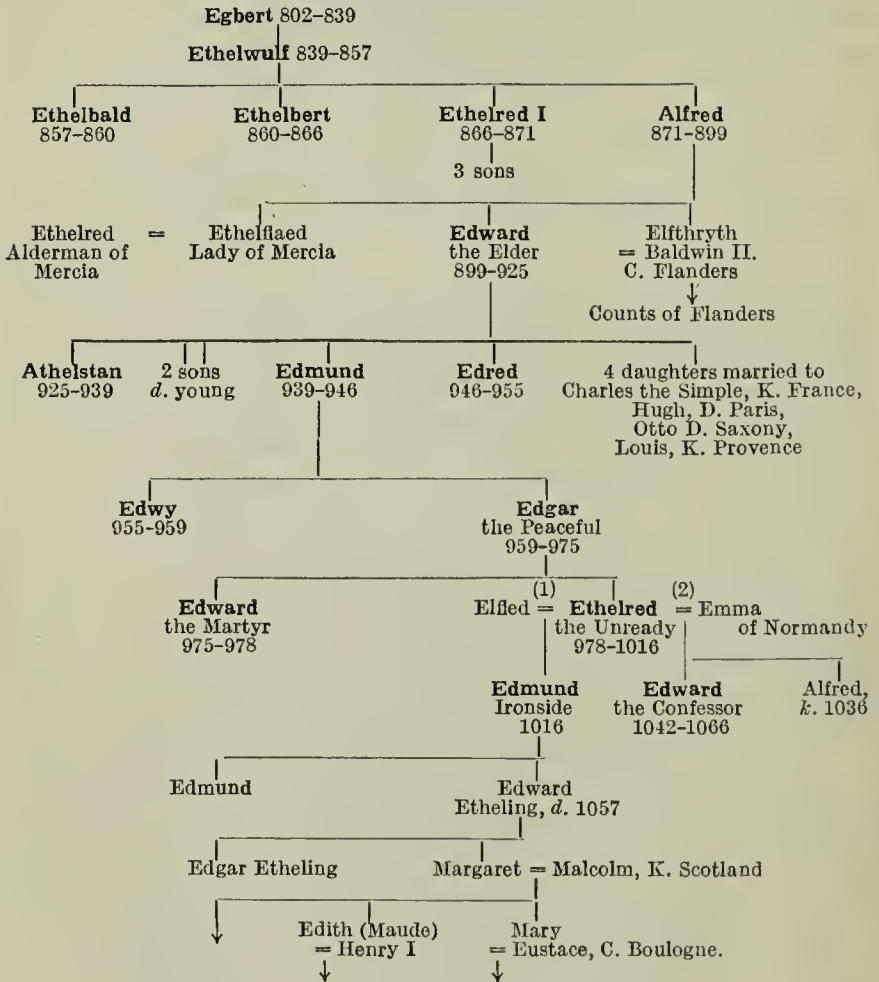 Egbert 802–839
Ethelwulf 839–857
Ethelbald Ethelbert Ethelred I Alfred
857–860 860–866 866–871 871–899
3 sons
Ethelred = Ethelflaed Edward Elfthryth
Alderman of Lady of Mercia the Elder = Baldwin II.
Mercia 899–925 C. Flanders
Counts of Flanders
Athelstan 2 sons Edmund Edred 4 daughters married to
925–939 d. young 939–946 946–955 Charles the Simple, K. France,
Hugh, D. Paris,
Otto D. Saxony,
Louis, K. Provence
Edwy Edgar
955–959 the Peaceful
959–975
(1) (2)
Edward Elfled = Ethelred = Emma
the Martyr the Unready of Normandy
975–978 978–1016
Edmund Edward Alfred,
Ironside the Confessor k. 1036
1016 1042–1066
Edmund Edward
Etheling, d. 1057
Edgar Etheling Margaret = Malcolm, K. Scotland
Edith (Maude) Mary
= Henry I = Eustace, C. Boulogne.